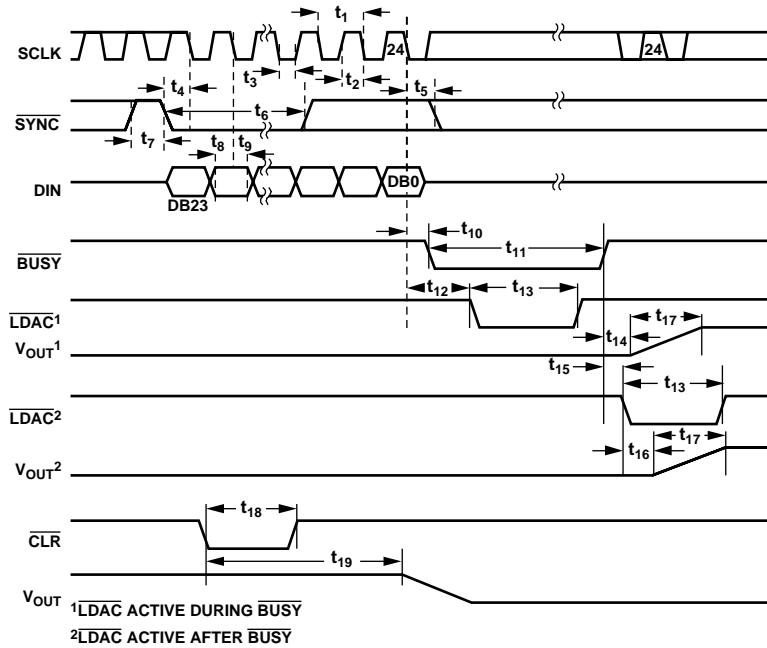 t1
SCLK 24 24
t3 t2
t4 t5
t6
SYNC
t7 t8 t9
DIN DB0
DB23
t10
t11
BUSY
t12 t13
LDAC1
t17
t14
VOUT1
t15 t13
LDAC2
t17
t16
VOUT2
t18
CLR
t19
VOUT
1LDAC ACTIVE DURING BUSY
2LDAC ACTIVE AFTER BUSY